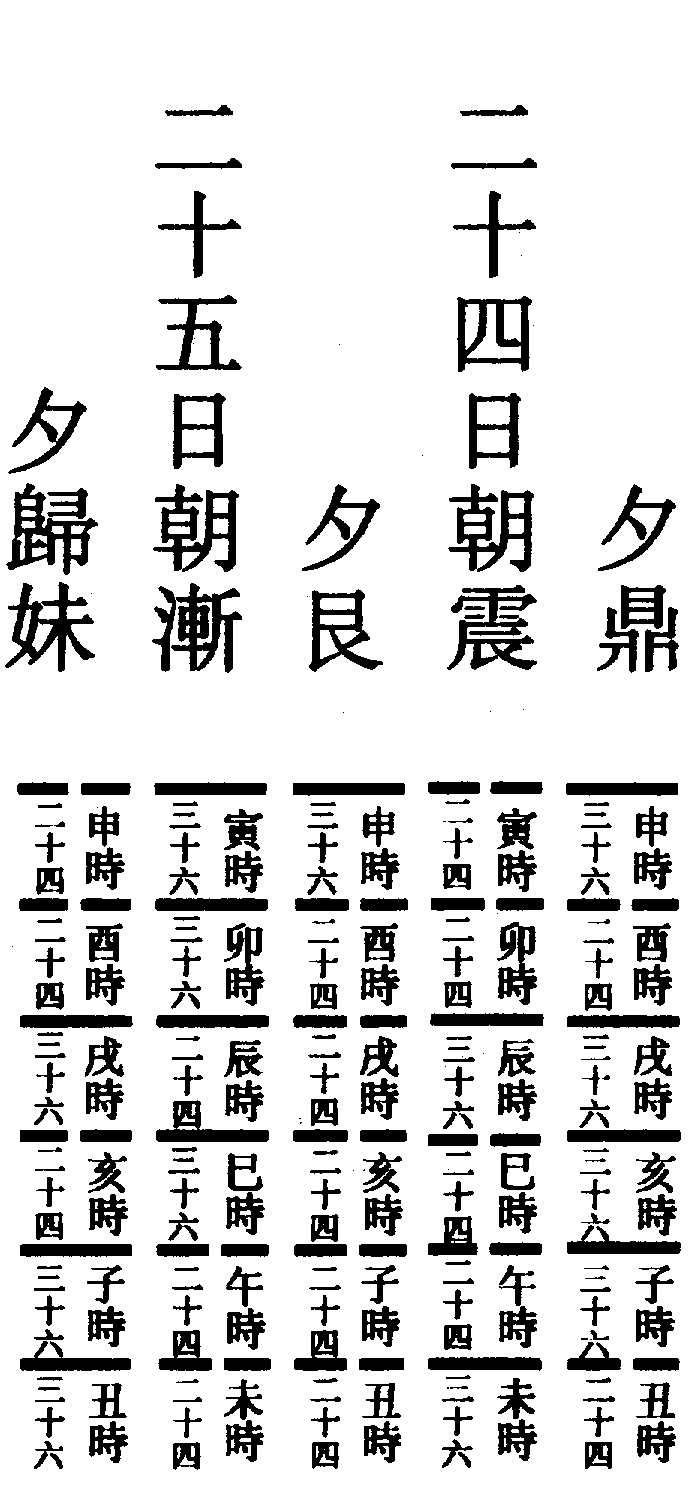 夕鼎
申時
三十六
酉時
二十四
戌時
三十六
亥時
三十六
子時
三十六
丑時
二十四
二十四日朝震
寅時
二十四
卯時
二十四
辰時
三十六
巳時
二十四
午時
二十四
未時
三十六
夕艮
申時
三十六
酉時
二十四
戌時
二十四
亥時
二十四
子時
二十四
丑時
二十四
二十五日朝漸
寅時
三十六
卯時
三十六
辰時
二十四
巳時
三十六
午時
二十四
未時
二十四
夕歸妹
申時
二十四
酉時
二十四
戌時
三十六
亥時
二十四
子時
三十六
丑時
三十六